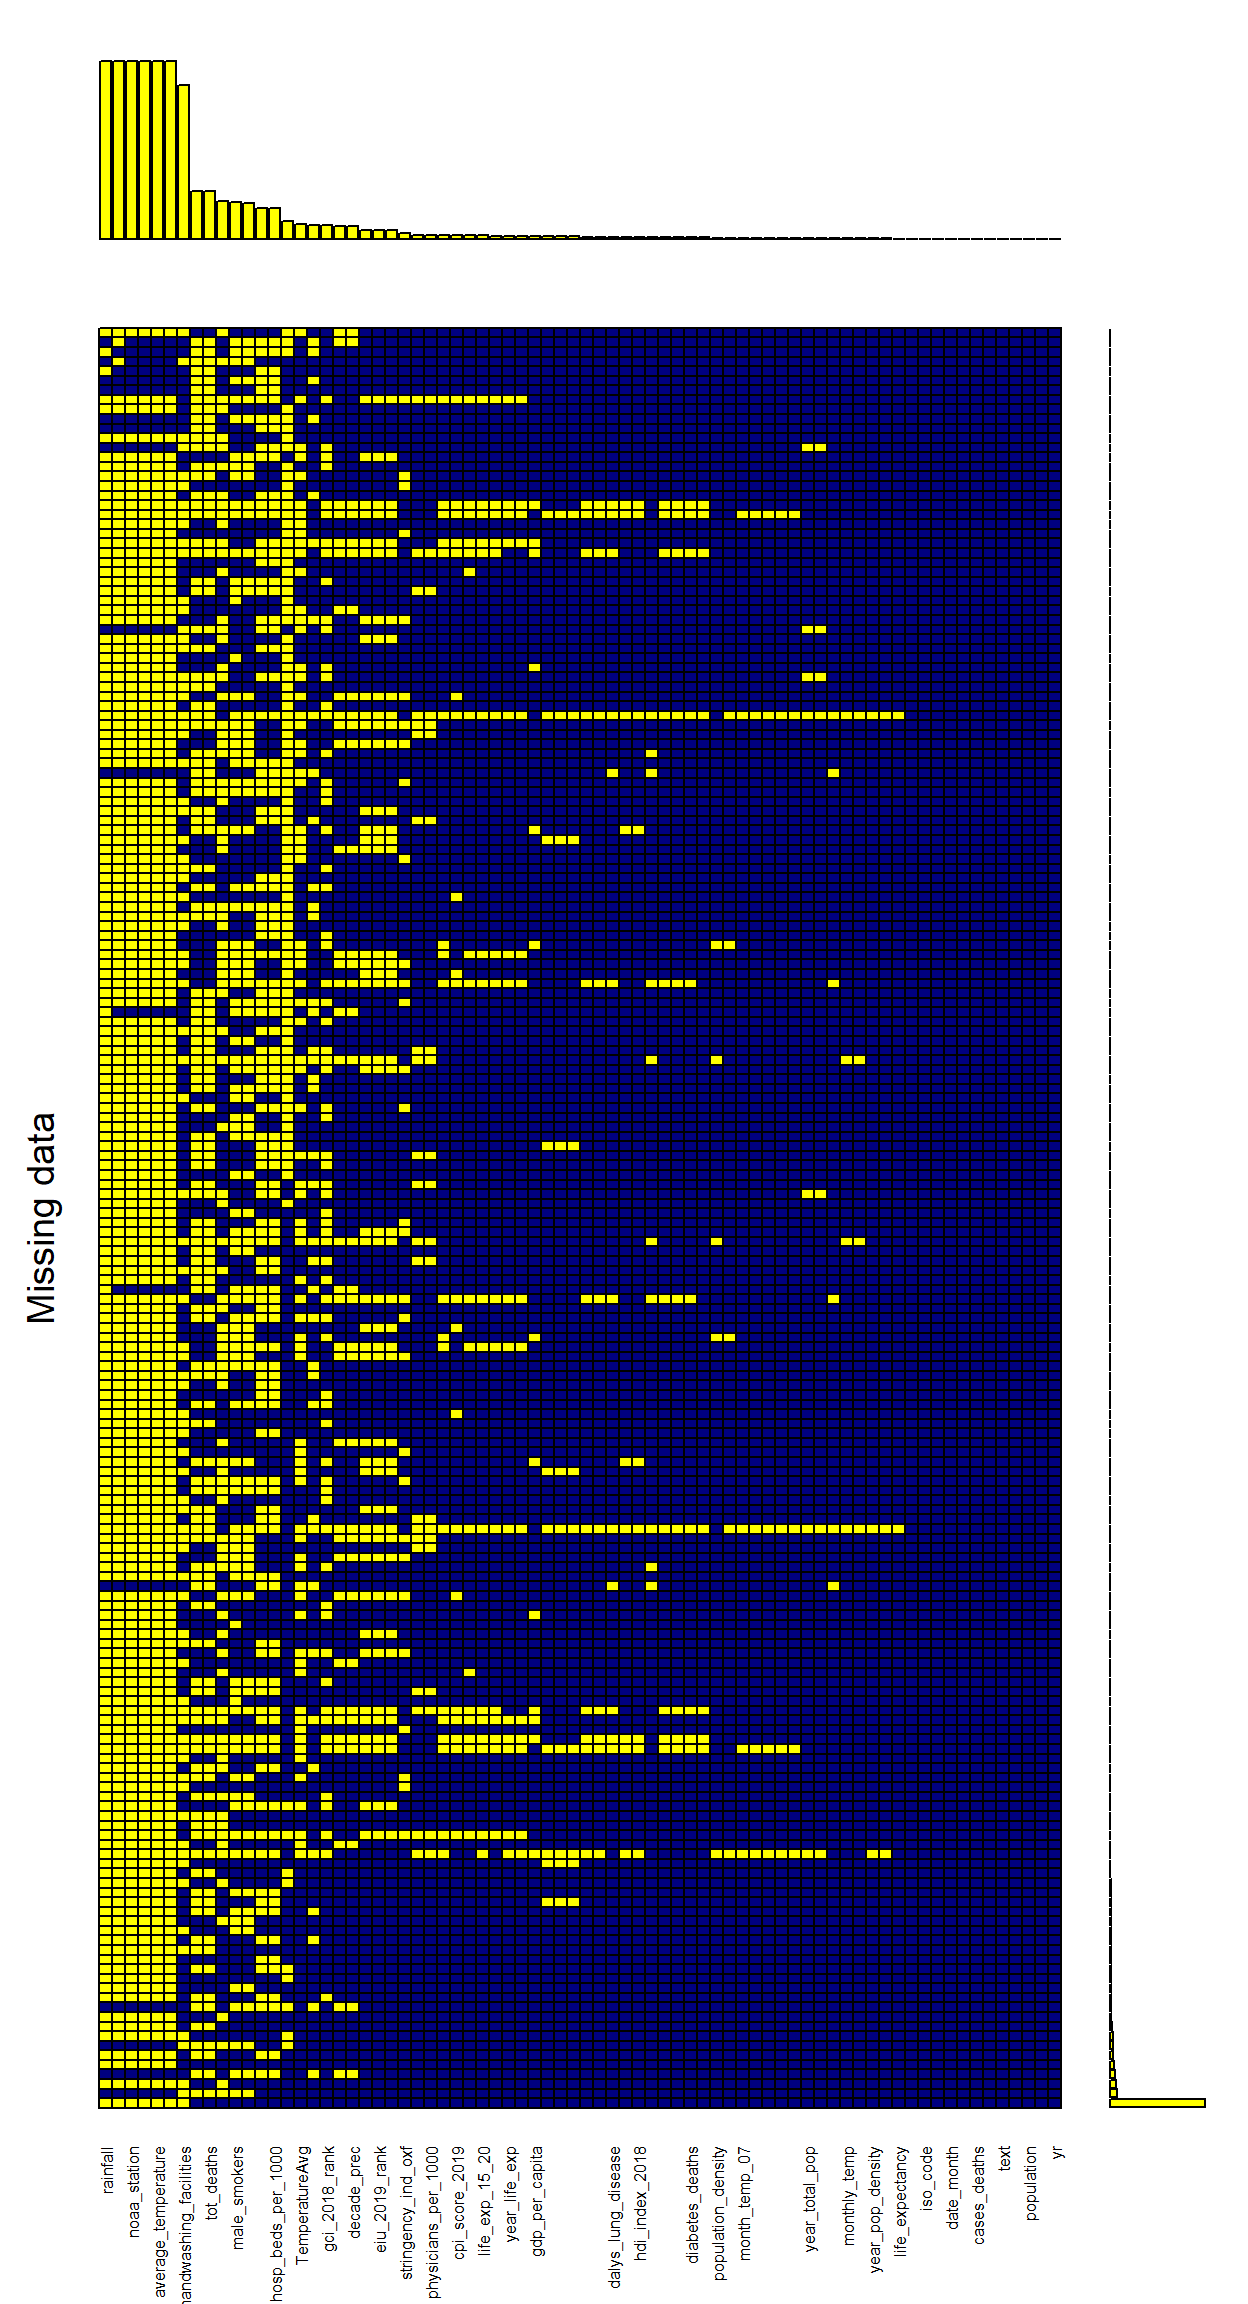 Missing data
rainfall
noaa_station
average_temperature
handwashing_facilities
tot_deaths
male_smokers
hosp_beds_per_1000
TemperatureAvg
gci_2018_rank
decade_prec
eiu_2019_rank
stringency_ind_oxf
physicians_per_1000
cpi_score_2019
life_exp_15_20
year_life_exp
gdp_per_capita
dalys_lung_disease
hdi_index_2018
diabetes_deaths
population_density
month_temp_07
year_total_pop
monthly_temp
year_pop_density
life_expectancy
iso_code
date_month
cases_deaths
text
population
yr